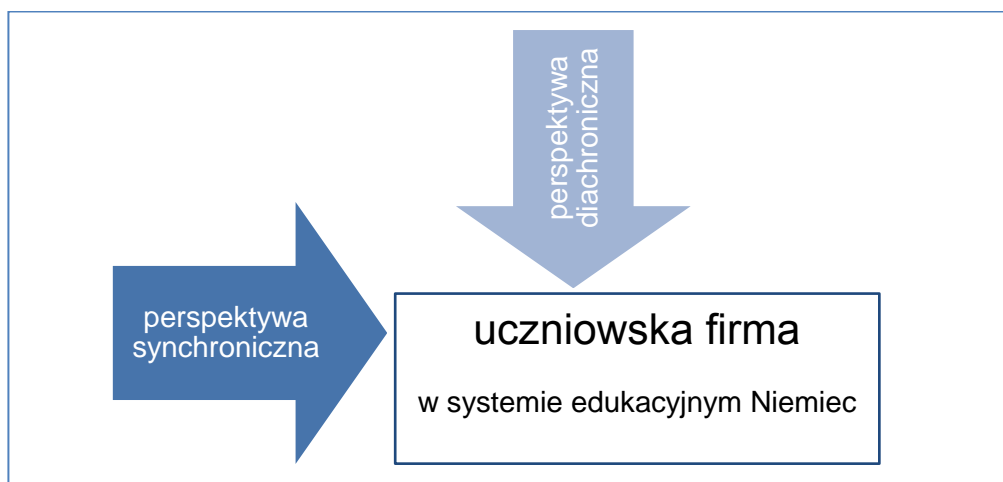 perspektywa
diachroniczna
perspektywa
synchroniczna
uczniowska firma
w systemie edukacyjnym Niemiec